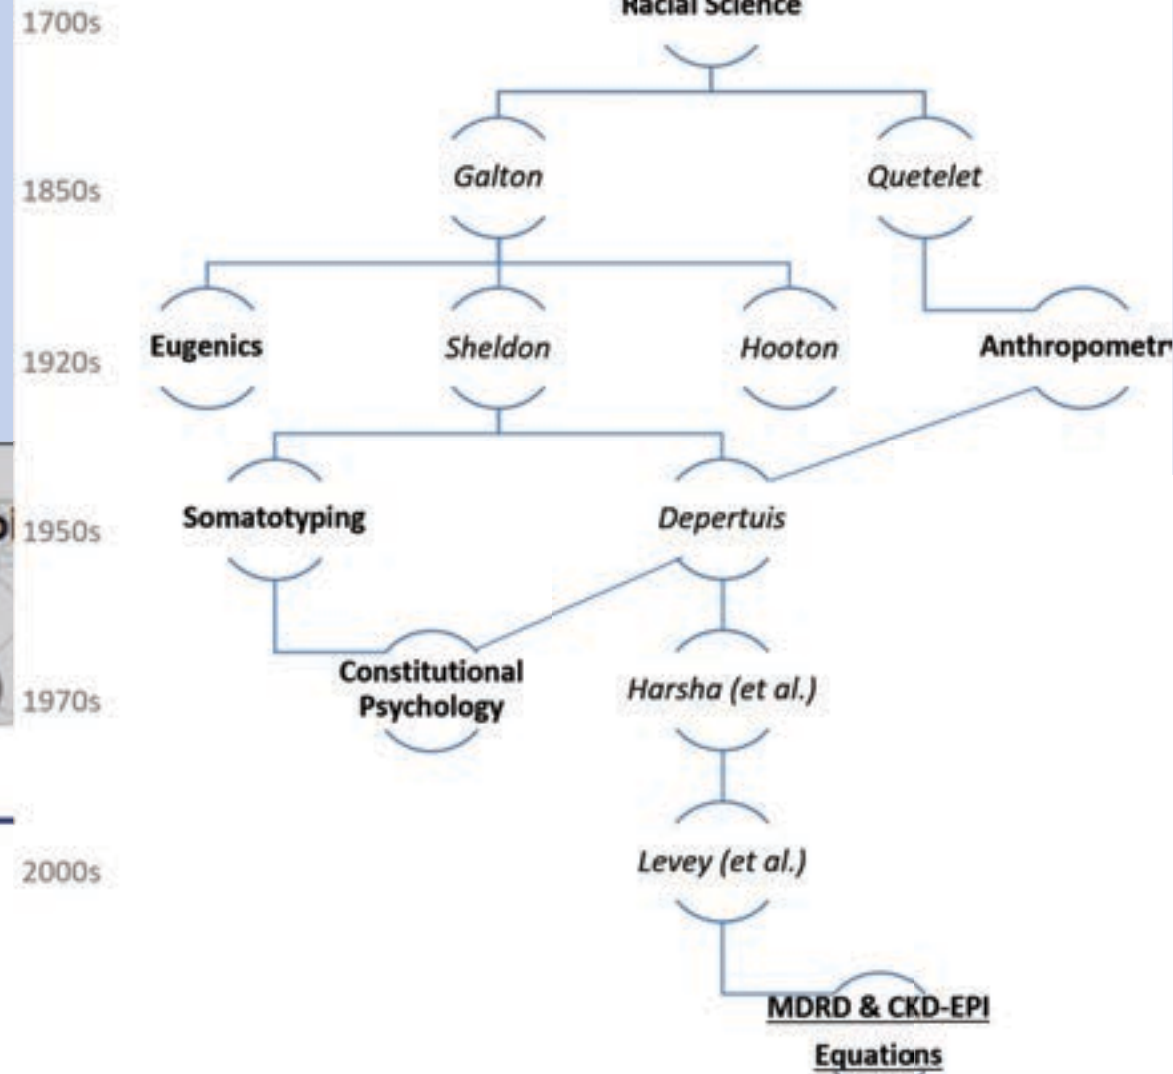 1700s
Racial Science
1850s
Galton
Quetelet
1920s
Eugenics
Sheldon
Hooton
Anthropometry
1950s
Somatotyping
Depertuis
1970s
Constitutional
Psychology
Harsha (et al.)
2000s
Levey (et al.)
MDRD & CKD-EPI
Equations